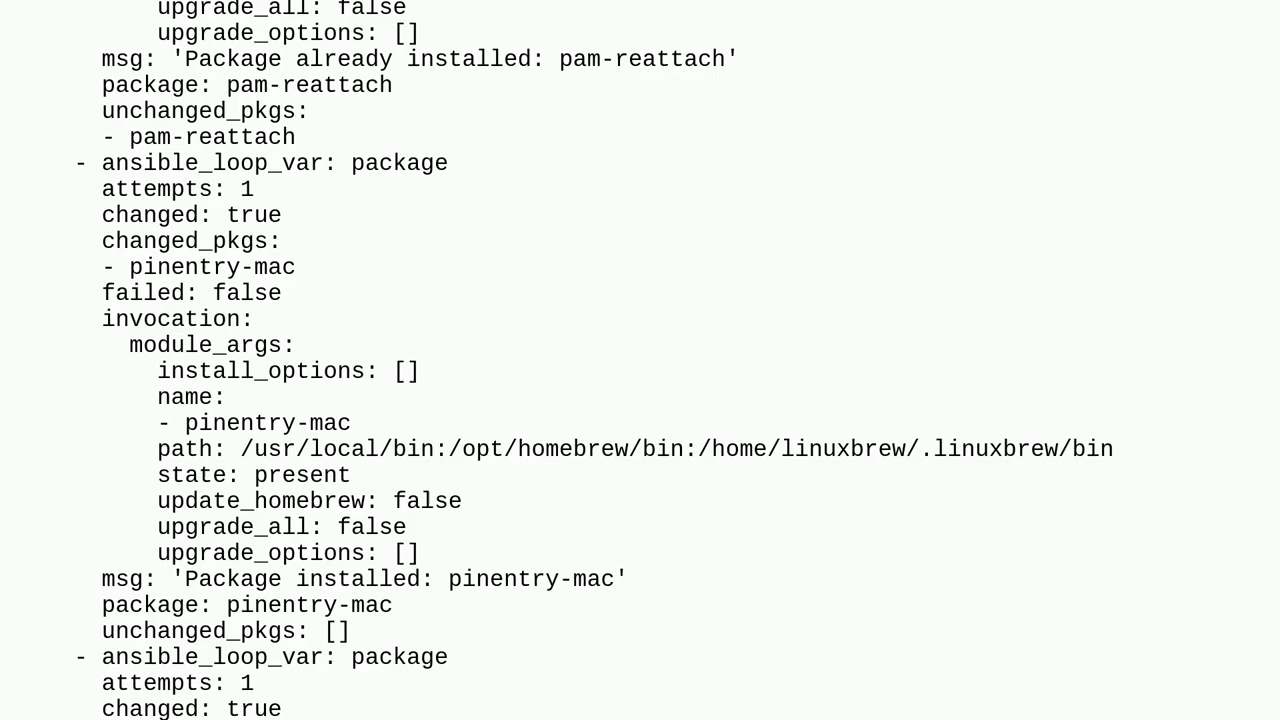 upgrade_all: false
upgrade_options: []
msg: 'Package already installed: pam-reattach'
package: pam-reattach
unchanged_pkgs:
- pam-reattach
- ansible_loop_var: package
attempts: 1
changed: true
changed_pkgs:
- pinentry-mac
failed: false
invocation:
module_args:
install_options: []
name:
- pinentry-mac
path: /usr/local/bin:/opt/homebrew/bin:/home/linuxbrew/.linuxbrew/bin
state: present
update_homebrew: false
upgrade_all: false
upgrade_options: []
msg: 'Package installed: pinentry-mac'
package: pinentry-mac
unchanged_pkgs: []
- ansible_loop_var: package
attempts: 1
changed: true